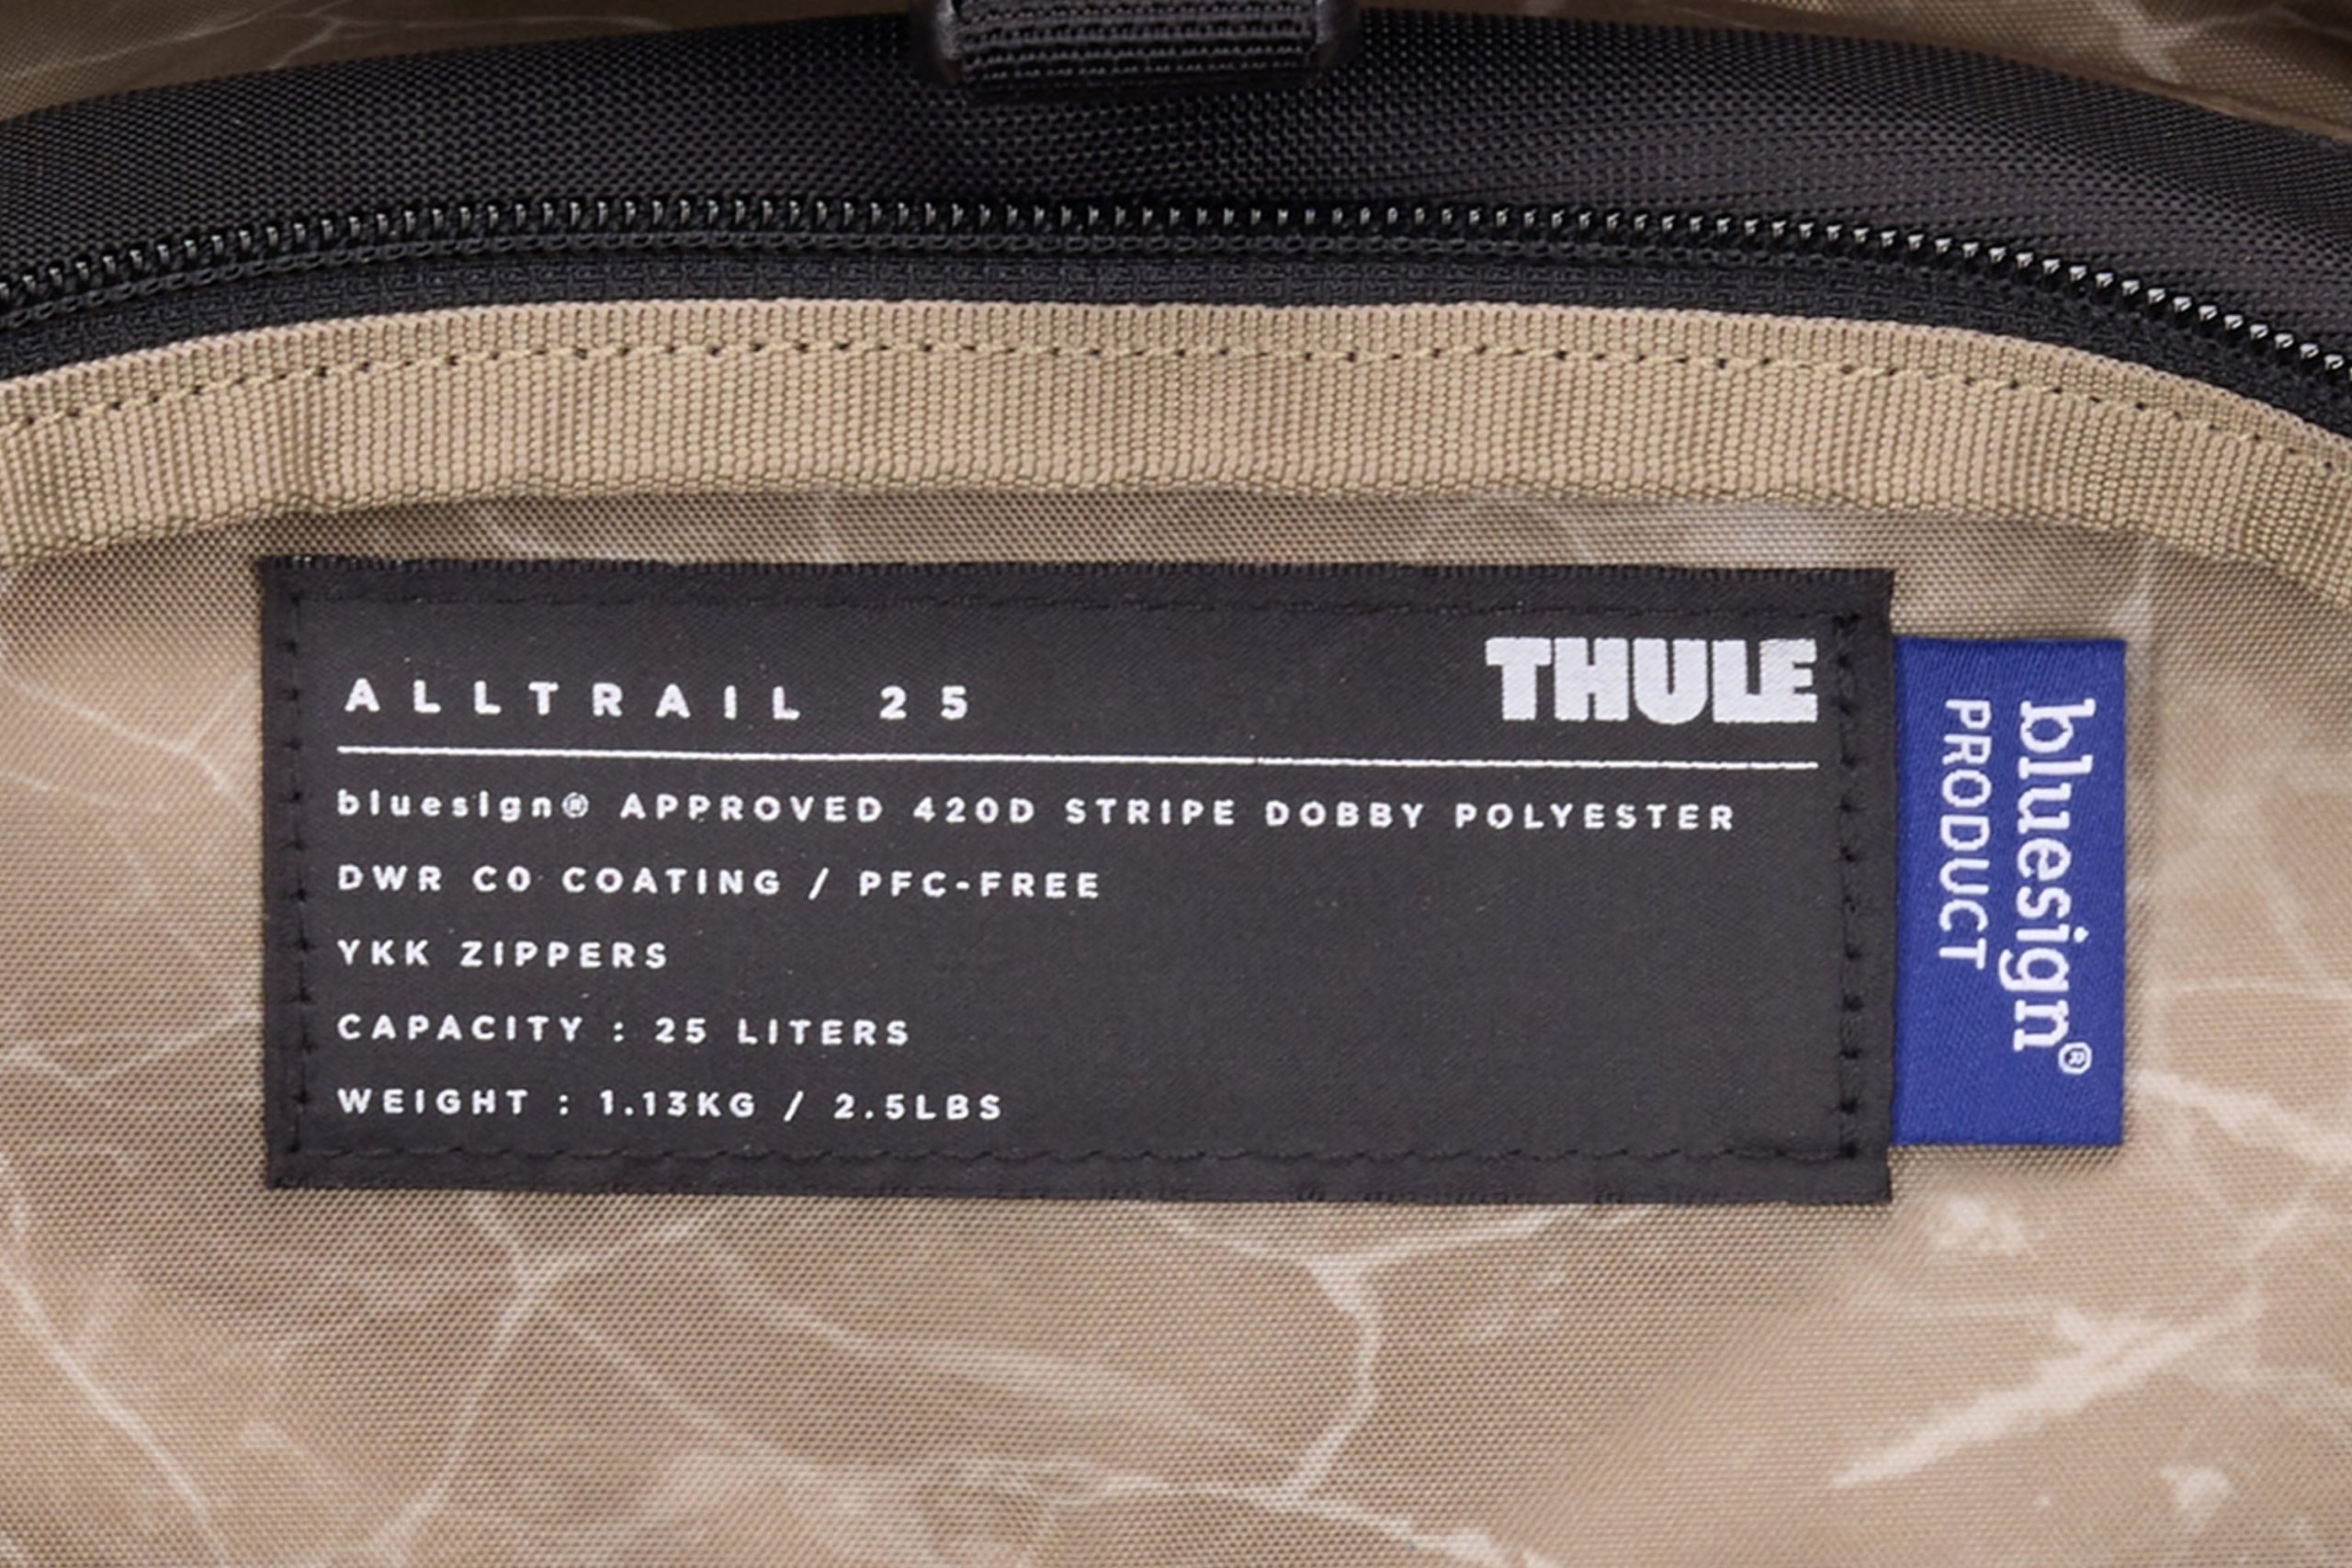 ALLTRAIL 25
THULE
bluesign® APPROVED 420D STRIPE DOBBY POLYESTER
DWR C0 COATING / PFC-FREE
YKK ZIPPERS
CAPACITY : 25 LITERS
WEIGHT : 1.13KG / 2.5LBS
bluesign®
PRODUCT